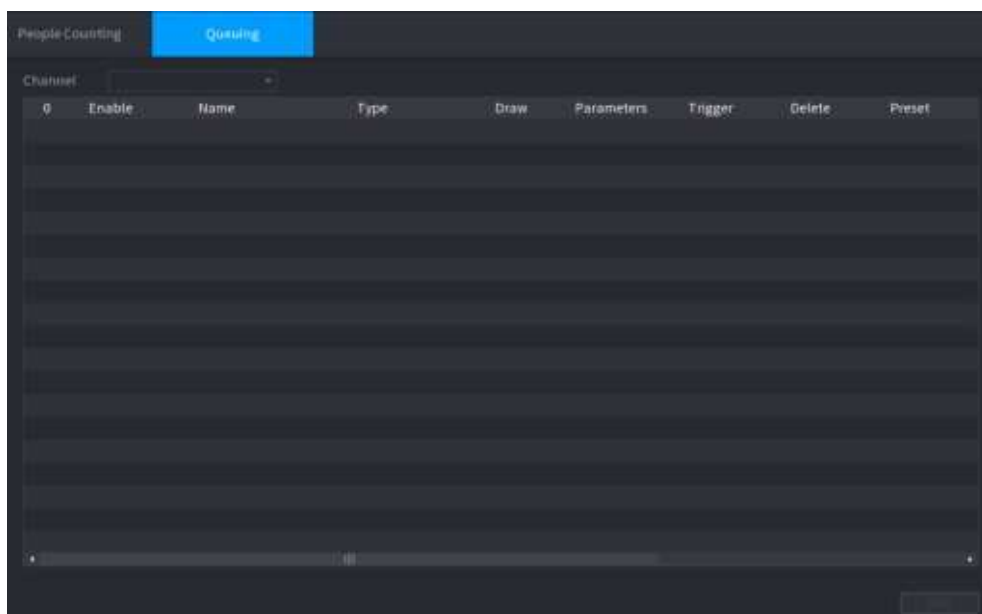 People Counting Queuing
Channel
0 Enable Name Type Draw Parameters Trigger Delete Preset